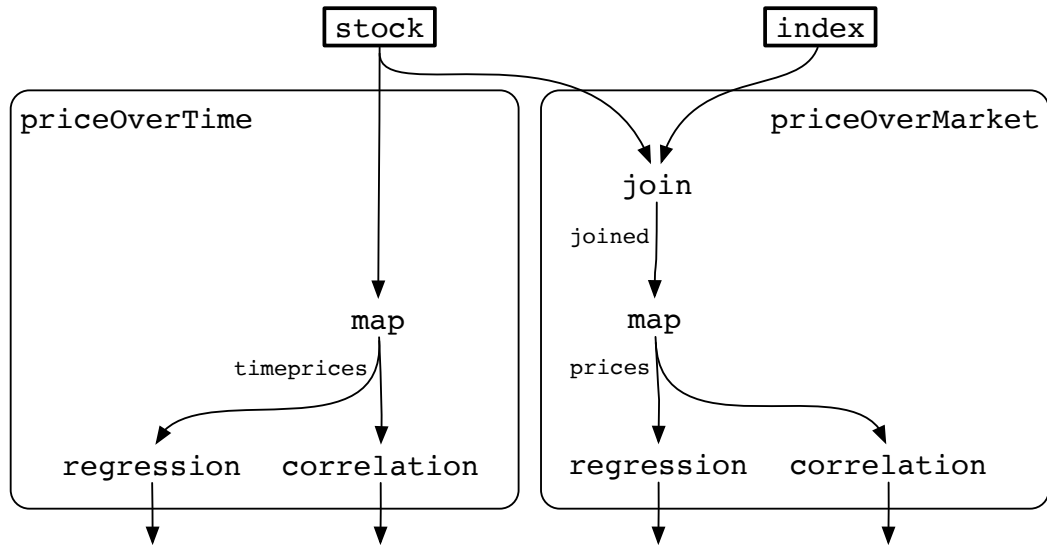 stock
index
priceOverTime
priceOverMarket
join
joined
map
map
timeprices
prices
regression
correlation
regression
correlation